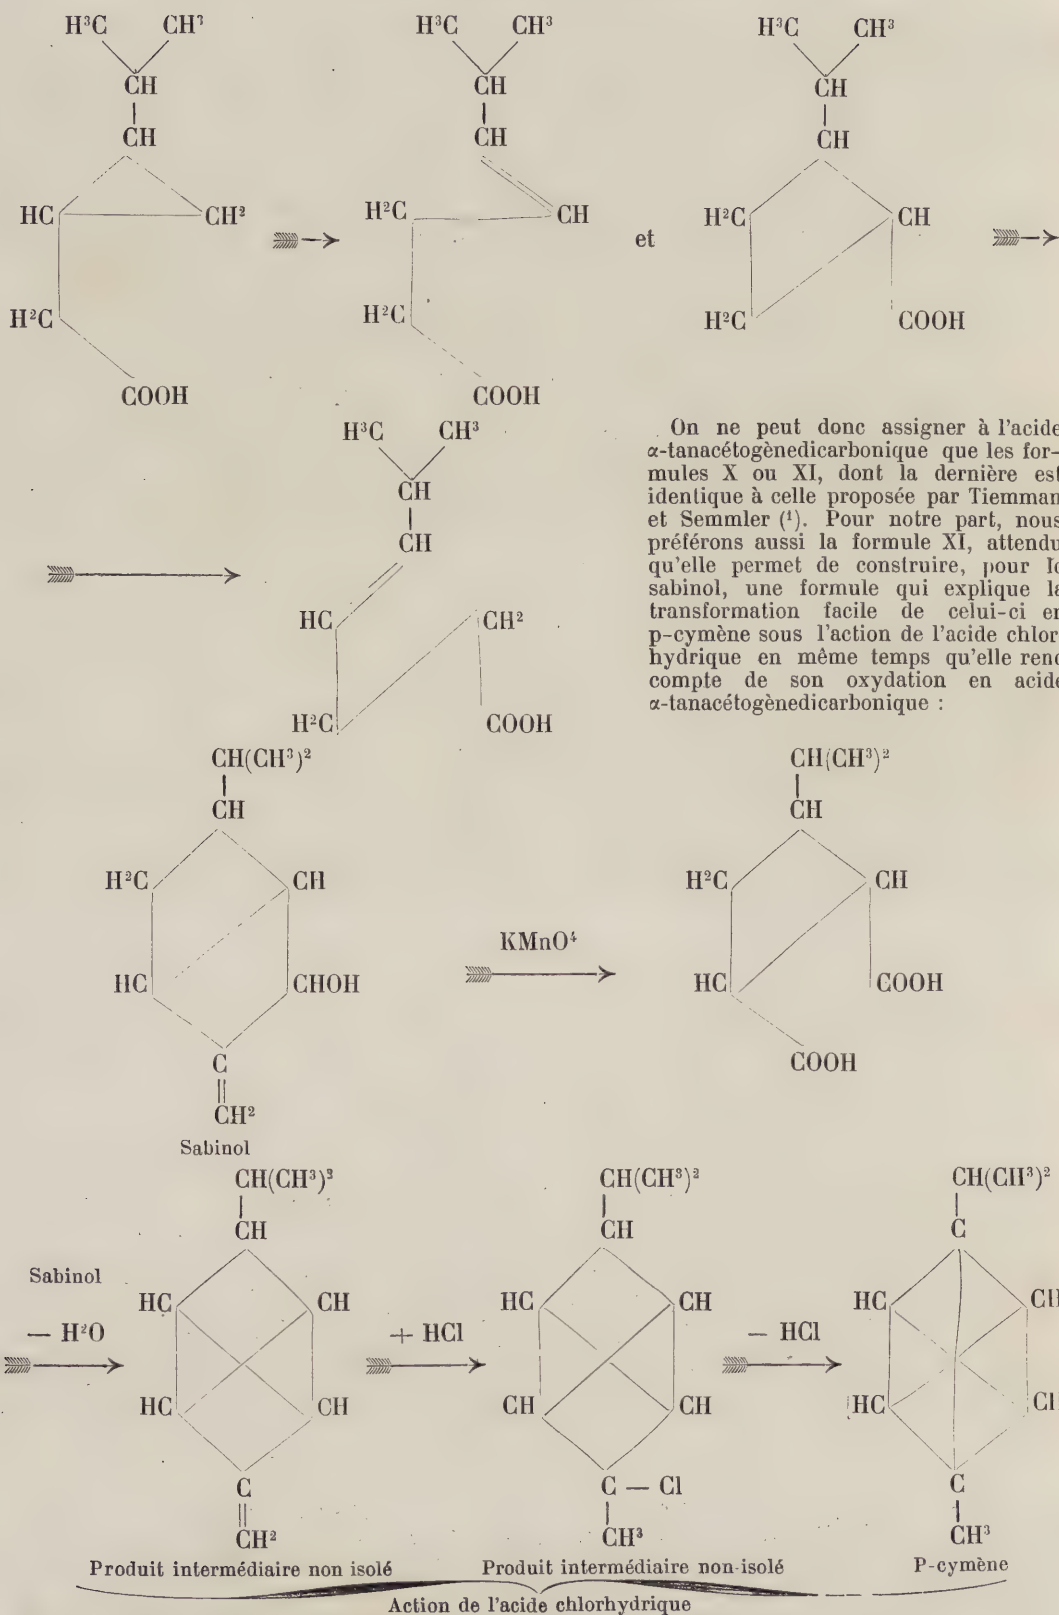 H³C CH³ H³C CH³ H³C CH³
CH CH CH
CH CH CH
HC CH² H²C CH et H²C CH
H²C H²C H²C COOH
COOH COOH
H³C CH³
CH
CH
HC CH²
H²C COOH
On ne peut donc assigner à l'acide
α-tanacétogènedicarbonique que les for-
mules X ou XI, dont la dernière est
identique à celle proposée par Tiemman
et Semmler (¹). Pour notre part, nous
préférons aussi la formule XI, attendu
qu'elle permet de construire, pour
sabinol, une formule qui explique la
transformation facile de celui-ci en
p-cymène sous l'action de l'acide chlor
hydrique en même temps qu'elle rend
compte de son oxydation en acide
α-tanacétogènedicarbonique :
CH(CH³)² CH(CH³)²
CH CH
H²C CH H²C CH
KMnO⁴
HC CHOH HC COOH
C COOH
CH²
Sabinol
CH(CH³)² CH(CH³)² CH(CH³)²
CH CH C
Sabinol
HC CH HC CH HC
— H²O + HCl — HCl
HC CH CH CH HC
C C — Cl C
CH² CH³ CH³
Produit intermédiaire non isolé Produit intermédiaire non-isolé P-cymène
Action de l'acide chlorhydrique